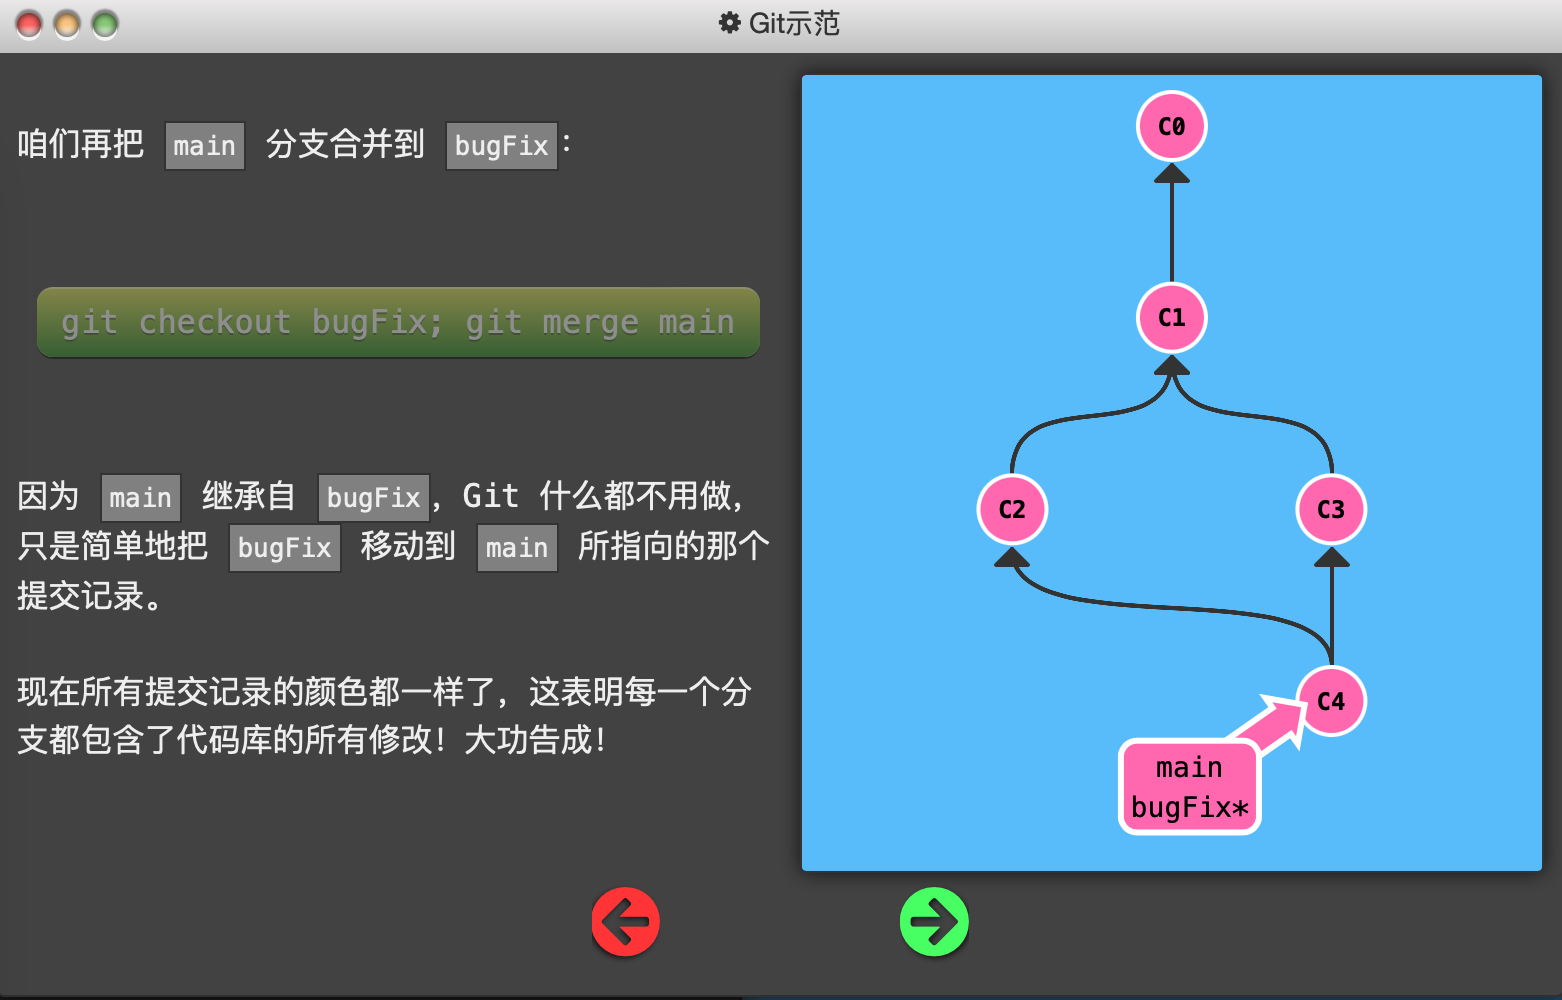 Git示范
咱们再把 main 分支合并到 bugFix：
git checkout bugFix; git merge main
因为 main 继承自 bugFix，Git 什么都不用做，
只是简单地把 bugFix 移动到 main 所指向的那个
提交记录。
现在所有提交记录的颜色都一样了，这表明每一个分
支都包含了代码库的所有修改！大功告成！
C0
C1
C2
C3
C4
main
bugFix*